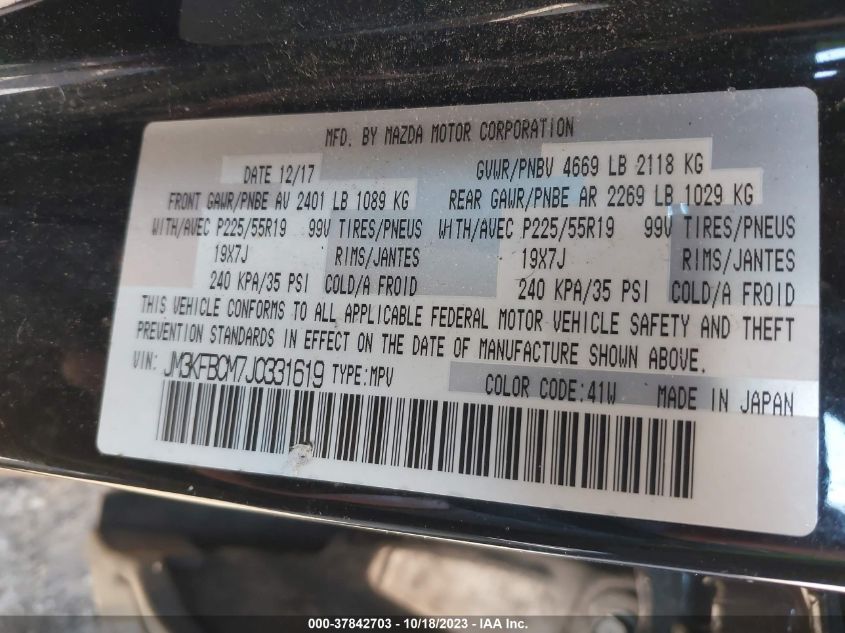 MFD. BY MAZDA MOTOR CORPORATION
DATE 12/17 GVWR/PNBV 4669 LB 2118 KG
FRONT GAWR/PNBE AV 2401 LB 1089 KG REAR GAWR/PNBE AR 2269 LB 1029 KG
WITH/AVEC P225/55R19 99V TIRES/PNEUS WITH/AVEC P225/55R19 99V TIRES/PNEUS
19X7J RIMS/JANTES 19X7J RIMS/JANTES
240 KPA/35 PSI COLD/A FROID 240 KPA/35 PSI COLD/A FROID
THIS VEHICLE CONFORMS TO ALL APPLICABLE FEDERAL MOTOR VEHICLE SAFETY AND THEFT
PREVENTION STANDARDS IN EFFECT ON THE DATE OF MANUFACTURE SHOWN ABOVE.
VIN: JM3KFBCM7J0331619 TYPE:MPV COLOR CODE:41W MADE IN JAPAN
000-37842703 - 10/18/2023 - IAA Inc.